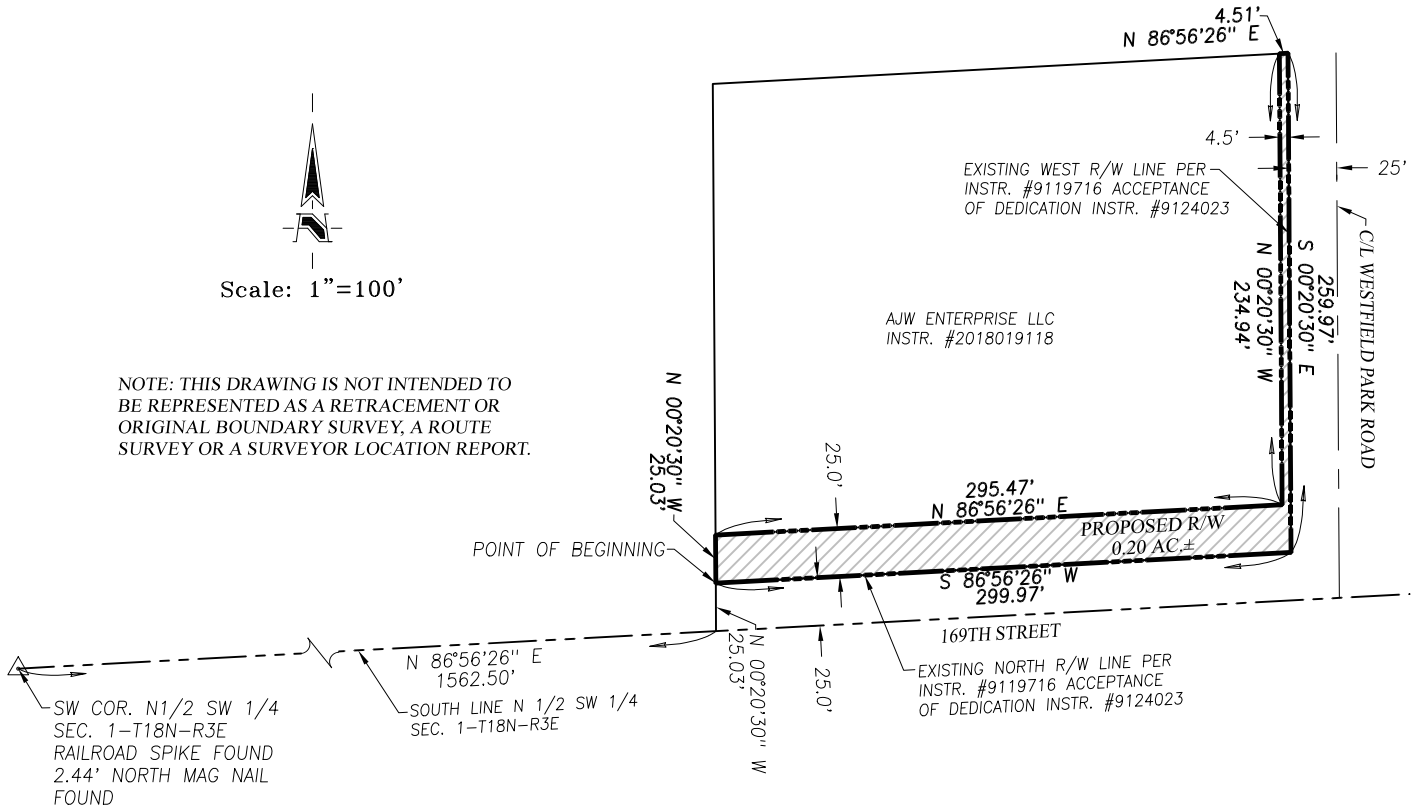 4.51'
N 86°56'26" E
4.5'
25'
EXISTING WEST R/W LINE PER
INSTR. #9119716 ACCEPTANCE
OF DEDICATION INSTR. #9124023
N
Scale: 1"=100'
C/L WESTFIELD PARK ROAD
259.97'
S 00°20'30" E
N 00°20'30" W
234.94'
AJW ENTERPRISE LLC
INSTR. #2018019118
NOTE: THIS DRAWING IS NOT INTENDED TO
BE REPRESENTED AS A RETRACEMENT OR
ORIGINAL BOUNDARY SURVEY, A ROUTE
SURVEY OR A SURVEYOR LOCATION REPORT.
N 00°20'30" W
25.03'
25.0'
295.47'
N 86°56'26" E
PROPOSED R/W
0.20 AC.±
POINT OF BEGINNING
S 86°56'26" W
299.97'
169TH STREET
N 00°20'30" W
25.03'
25.0'
N 86°56'26" E
1562.50'
SOUTH LINE N 1/2 SW 1/4
SEC. 1-T18N-R3E
EXISTING NORTH R/W LINE PER
INSTR. #9119716 ACCEPTANCE
OF DEDICATION INSTR. #9124023
SW COR. N1/2 SW 1/4
SEC. 1-T18N-R3E
RAILROAD SPIKE FOUND
2.44' NORTH MAG NAIL
FOUND